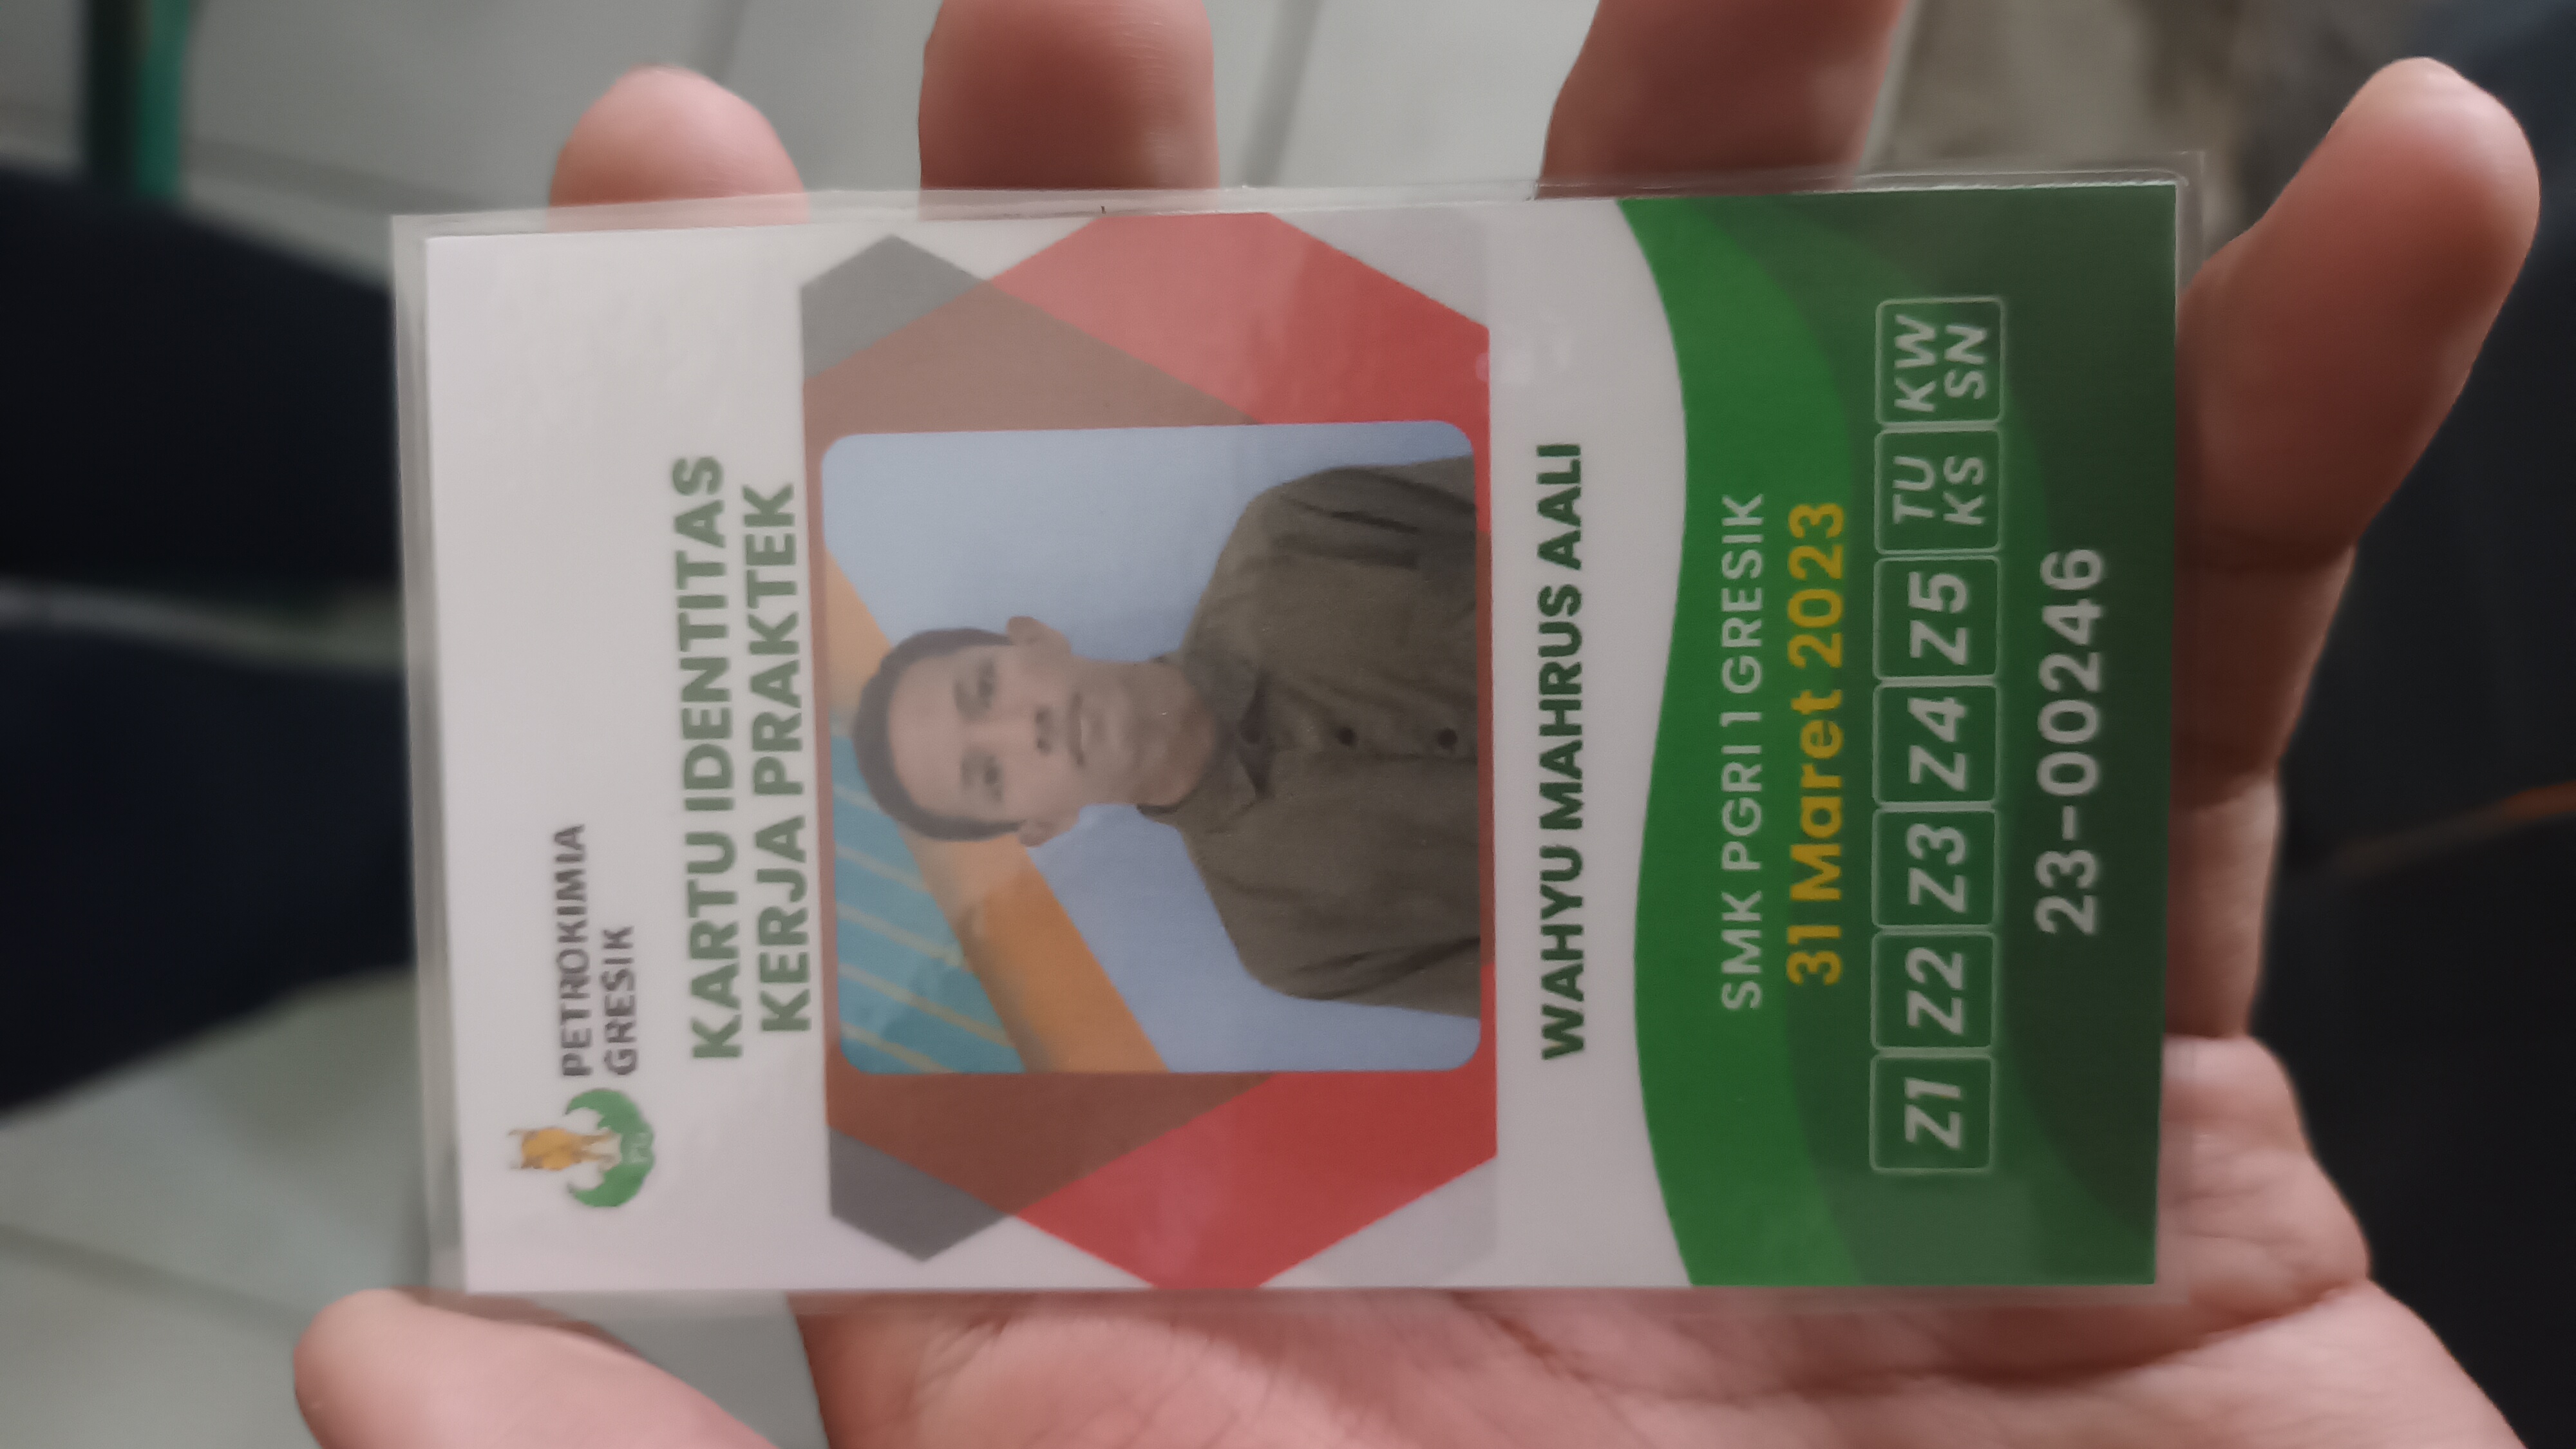 PETROKIMIA
GRESIK
KARTU IDENTITAS
KERJA PRAKTEK
WAHYU MAHRUS AALI
SMK PGRI 1 GRESIK
31 Maret 2023
Z1 Z2 Z3 Z4 Z5 TU KS KW SN
23-00246